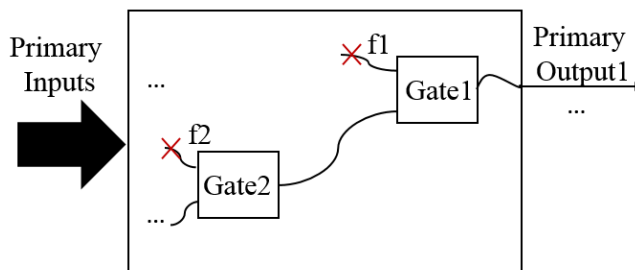 Primary
Inputs
...
f1
Gate1
Primary
Output1
...
f2
Gate2
...